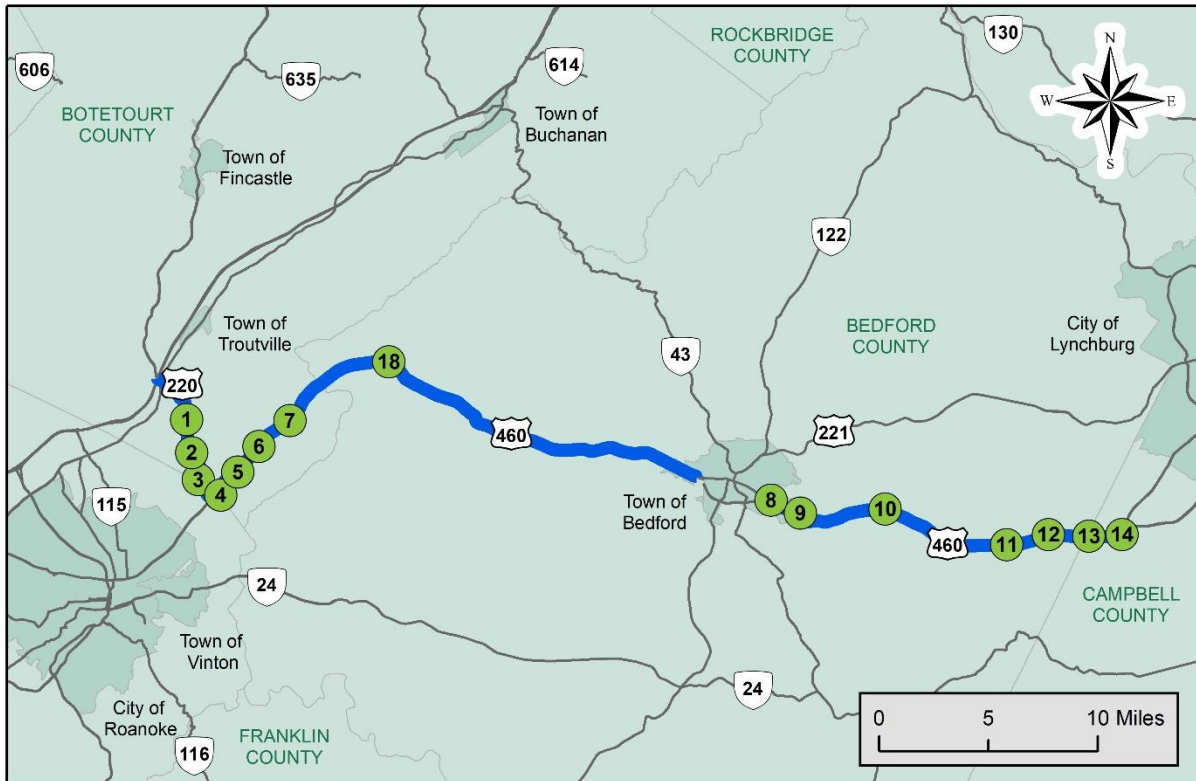 ROCKBRIDGE
COUNTY
130
N
W
E
S
606
635
614
BOTETOURT
COUNTY
Town of
Buchanan
Town of
Fincastle
122
Town of
Troutville
BEDFORD
COUNTY
City of
Lynchburg
43
18
220
1
7
221
460
2
6
3
5
4
115
Town of
Bedford
8
9
10
460
11
12
13
14
24
CAMPBELL
COUNTY
Town of
Vinton
24
City of
Roanoke
116
FRANKLIN
COUNTY
0 5 10 Miles